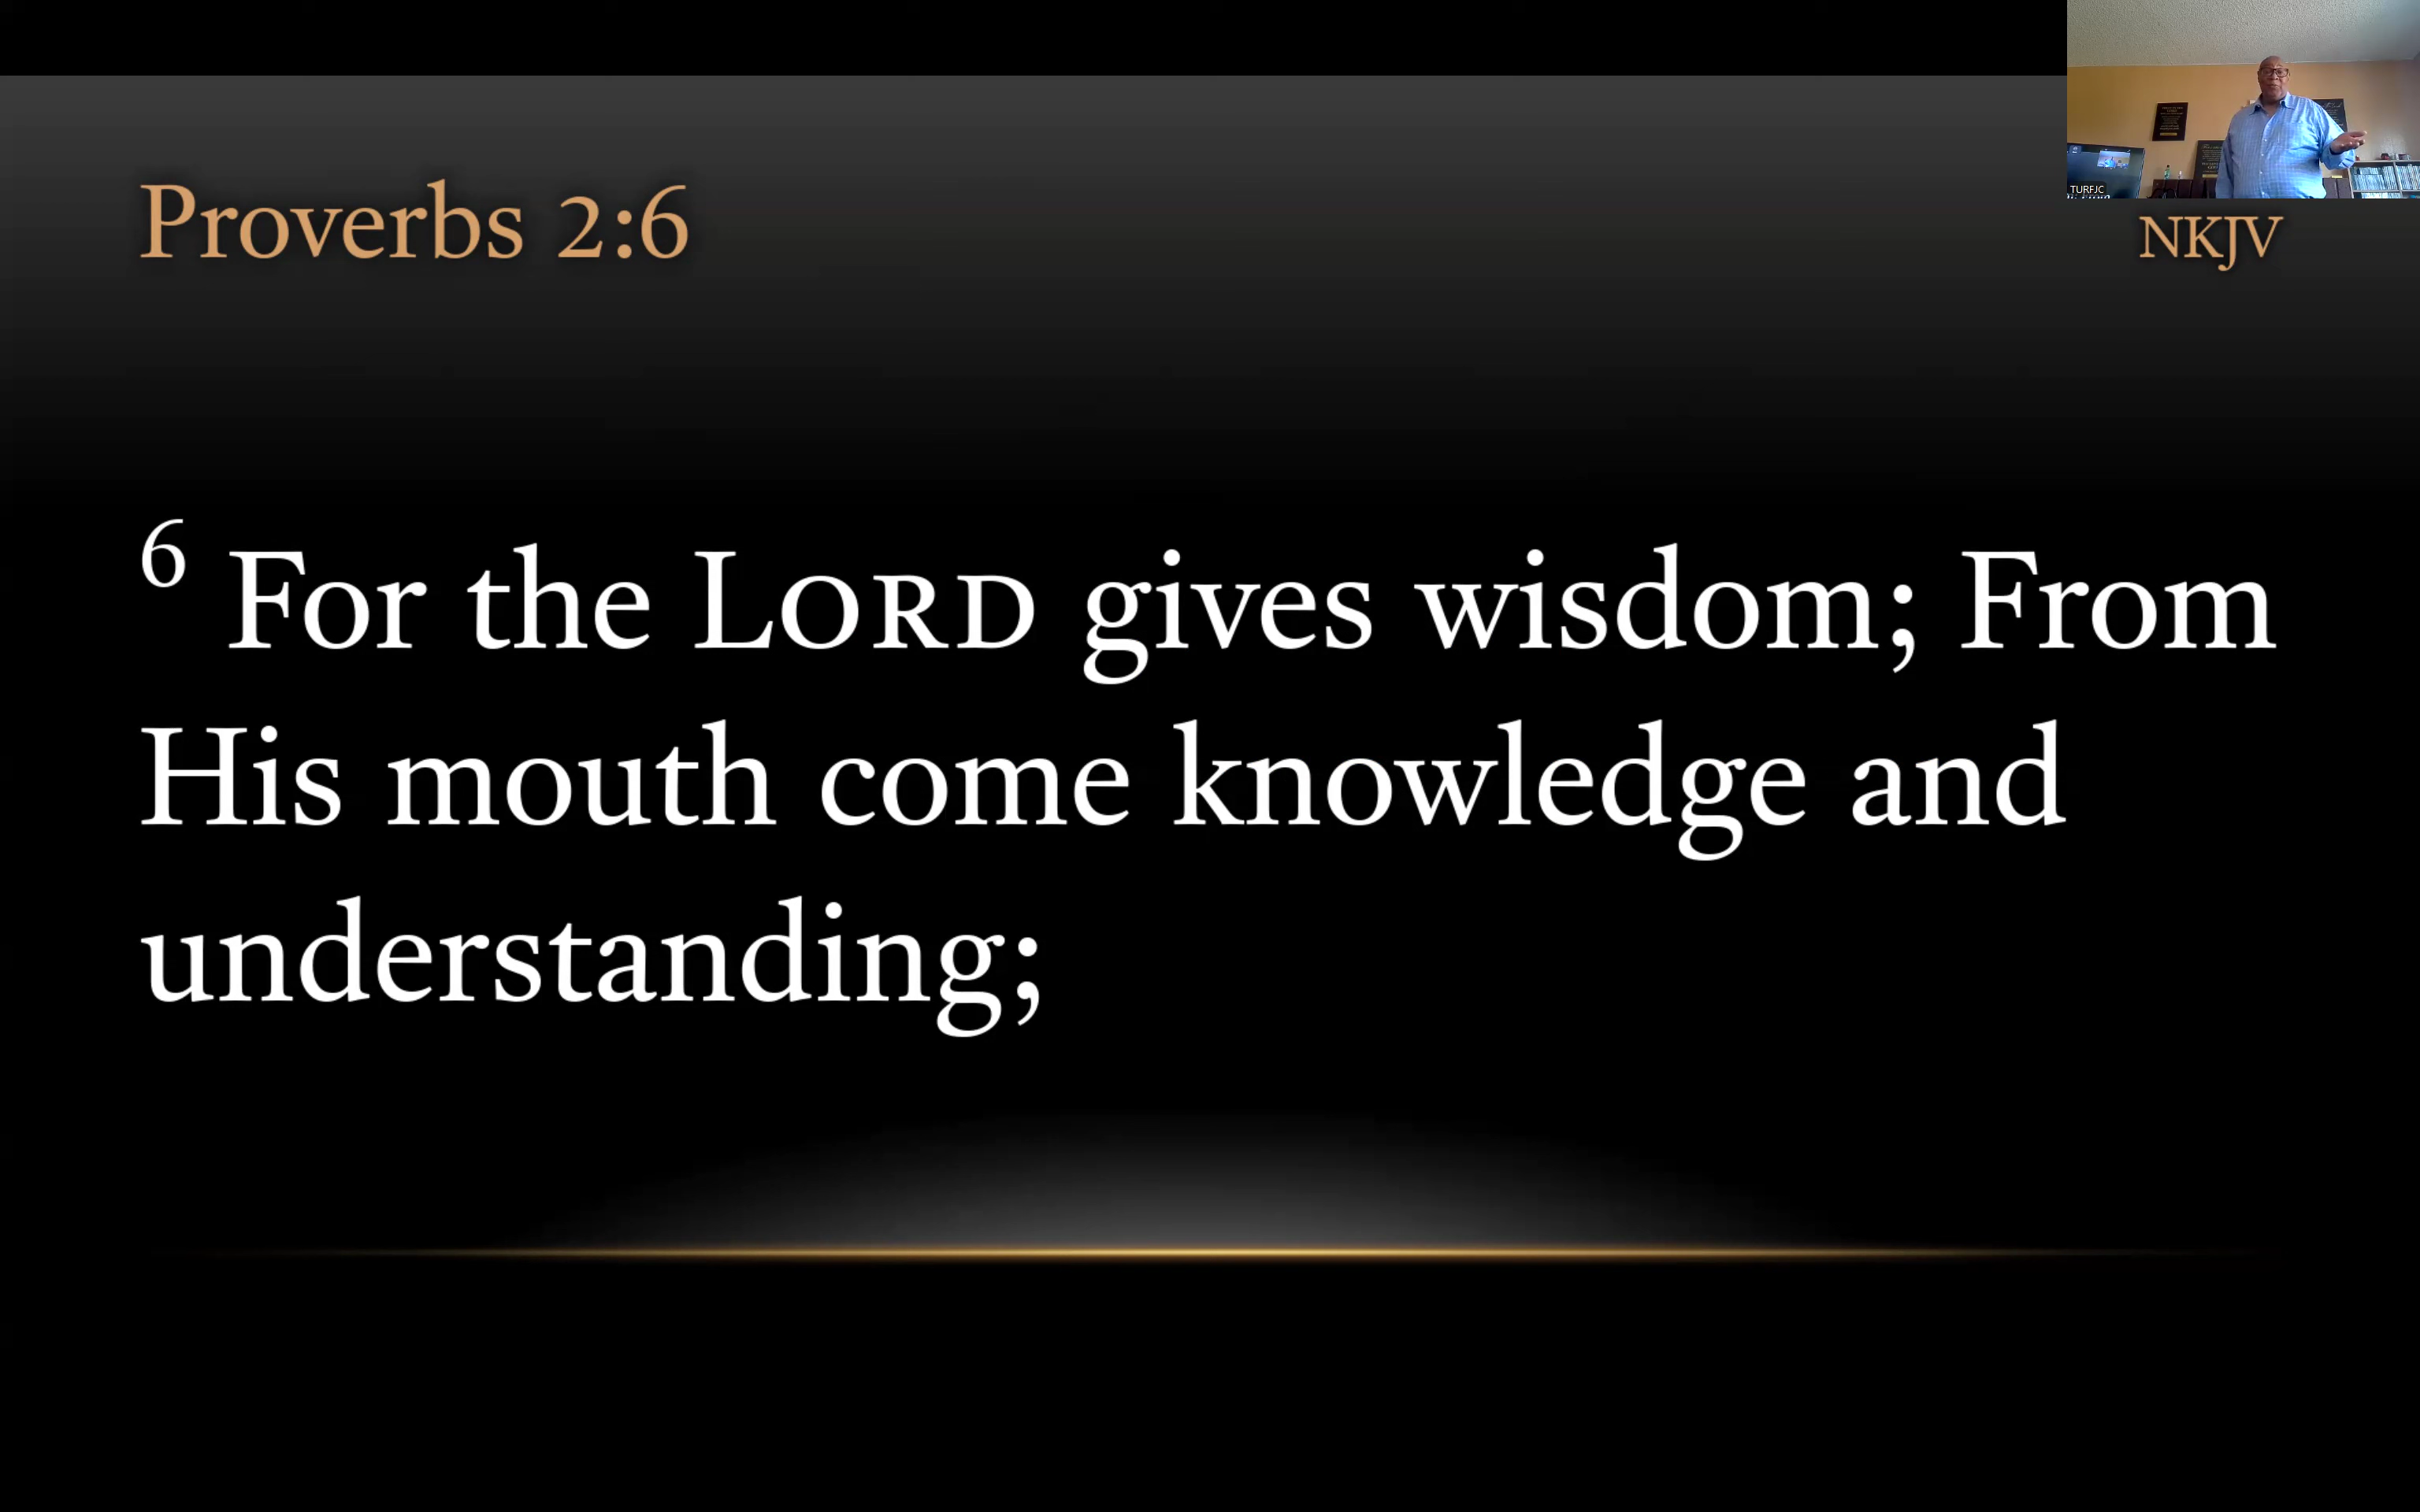 Proverbs 2:6
NKJV
TURFJC
6 For the LORD gives wisdom; From
His mouth come knowledge and
understanding;